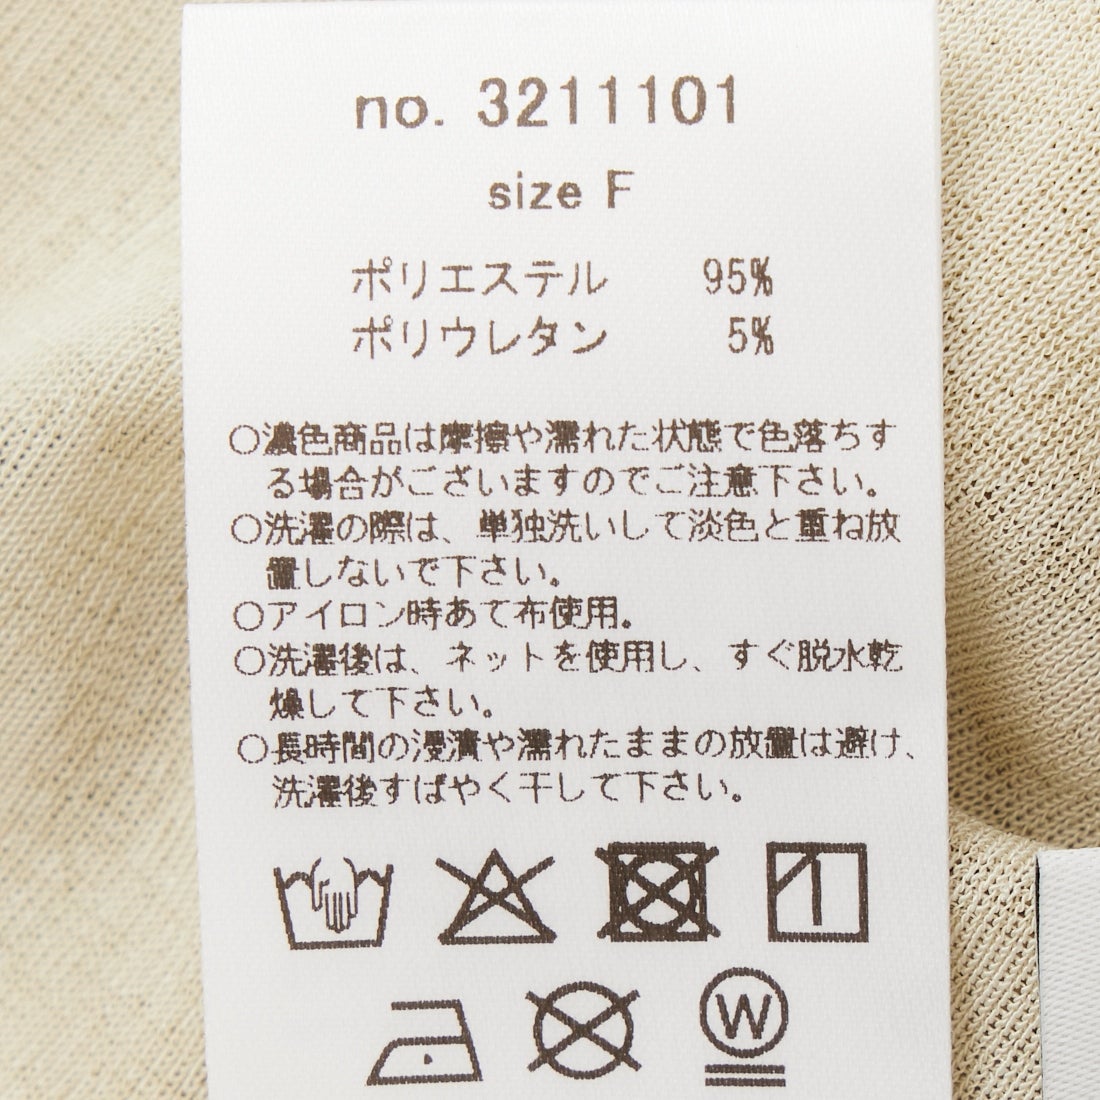 no. 3211101
size F
ポリエステル 95%
ポリウレタン 5%
○濃色商品は摩擦や濡れた状態で色落ちす
る場合がございますのでご注意下さい。
○洗濯の際は、単独洗いして淡色と重ね放
置しないで下さい。
○アイロン時あて布使用。
○洗濯後は、ネットを使用し、すぐ脱水乾
燥して下さい。
○長時間の浸漬や濡れたままの放置は避け、
洗濯後すばやく干して下さい。
W